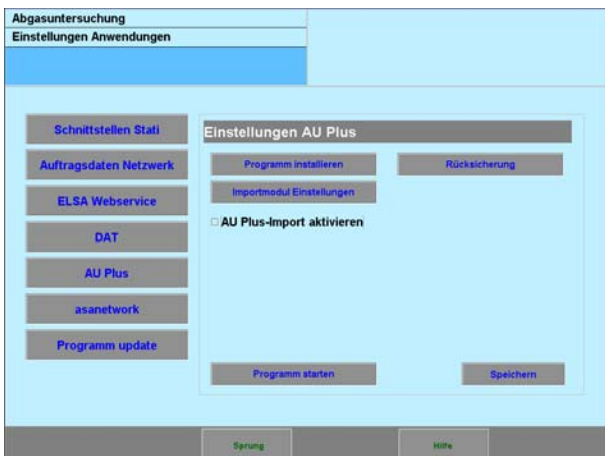 Abgasuntersuchung
Einstellungen Anwendungen
Schnittstellen Stati
Auftragsdaten Netzwerk
ELSA Webservice
DAT
AU Plus
asanetwork
Programm update
Einstellungen AU Plus
Programm installieren
Rücksicherung
Importmodul Einstellungen
AU Plus-Import aktivieren
Programm starten
Speichern
Sprung
Hilfe